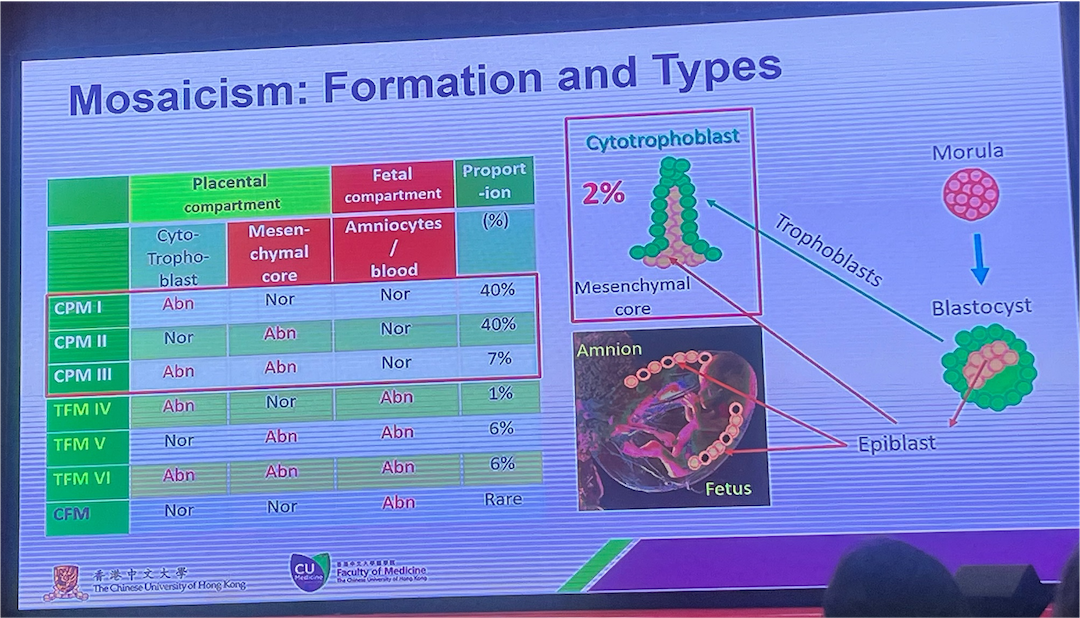 Mosaicism: Formation and Types
Placental
compartment
Fetal
compartment
Proport
-ion
Cyto-
Tropho-
blast
Mesen-
chymal
core
Amniocytes
/
blood
(%)
CPM I Abn Nor Nor 40%
CPM II Nor Abn Nor 40%
CPM III Abn Abn Nor 7%
TFM IV Abn Nor Abn 1%
TFM V Nor Abn Abn 6%
TFM VI Abn Abn Abn 6%
CFM Nor Nor Abn Rare
Cytotrophoblast
2%
Mesenchymal
core
Trophoblasts
Morula
Blastocyst
Epiblast
Amnion
Fetus
香港中文大學
The Chinese University of Hong Kong
CU
Medicine
香港中文大學醫學院
Faculty of Medicine
The Chinese University of Hong Kong